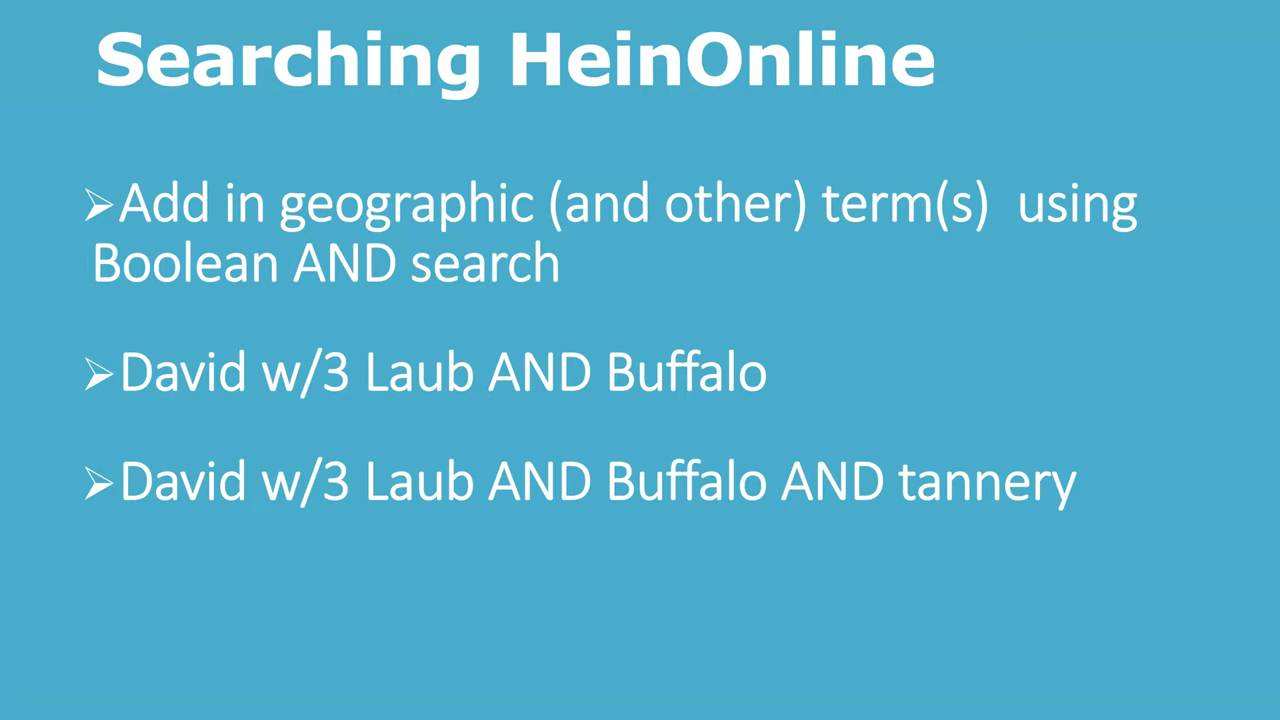 Searching HeinOnline
➢Add in geographic (and other) term(s)  using
Boolean AND search
➢David w/3 Laub AND Buffalo
➢David w/3 Laub AND Buffalo AND tannery